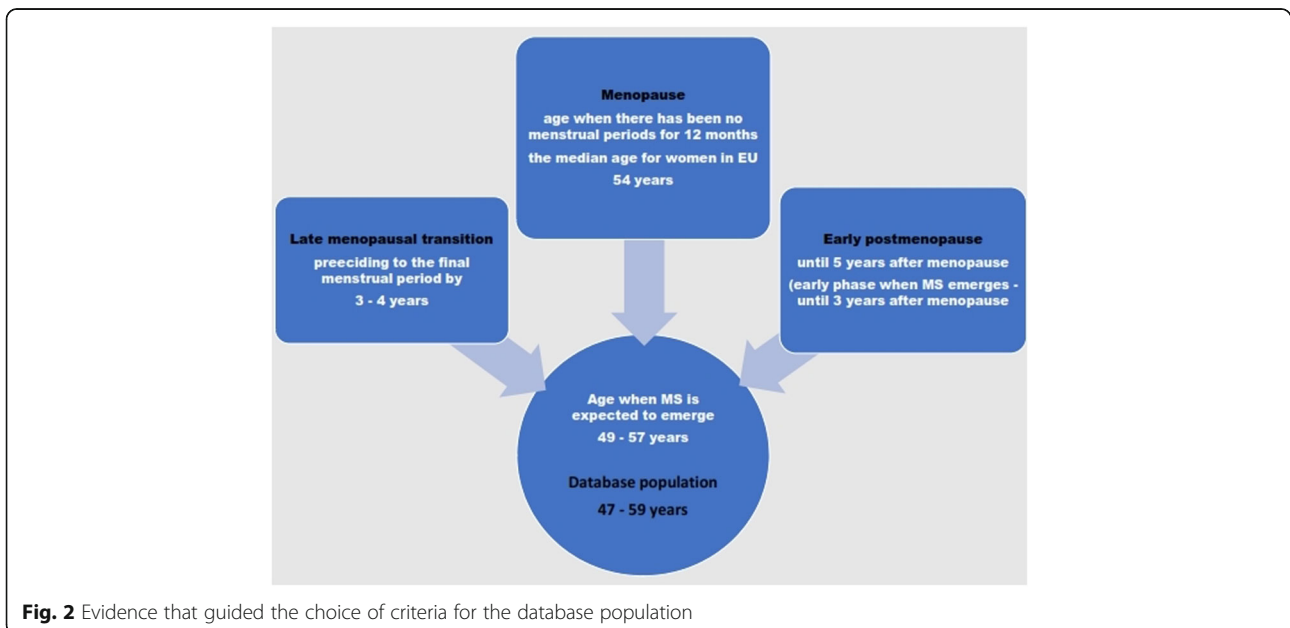 Menopause
age when there has been no
menstrual periods for 12 months
the median age for women in EU
54 years
Late menopausal transition
preeciding to the final
menstrual period by
3 - 4 years
Early postmenopause
until 5 years after menopause
(early phase when MS emerges -
until 3 years after menopause
Age when MS is
expected to emerge
49 - 57 years
Database population
47 - 59 years
Fig. 2 Evidence that guided the choice of criteria for the database population